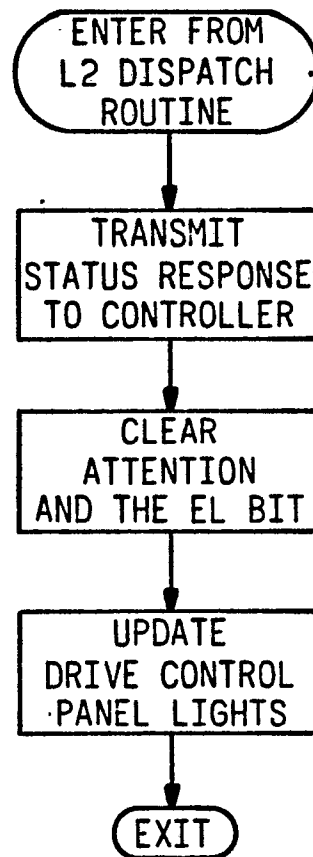 ENTER FROM
L2 DISPATCH
ROUTINE
TRANSMIT
STATUS RESPONSE
TO CONTROLLER
CLEAR
ATTENTION
AND THE EL BIT
UPDATE
DRIVE CONTROL
PANEL LIGHTS
EXIT